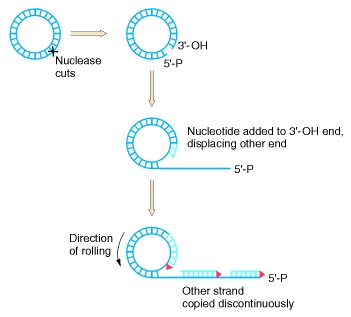 Nuclease
cuts
3'-OH
5'-P
Nucleotide added to 3'-OH end,
displacing other end
5'-P
Direction
of rolling
5'-P
Other strand
copied discontinuously